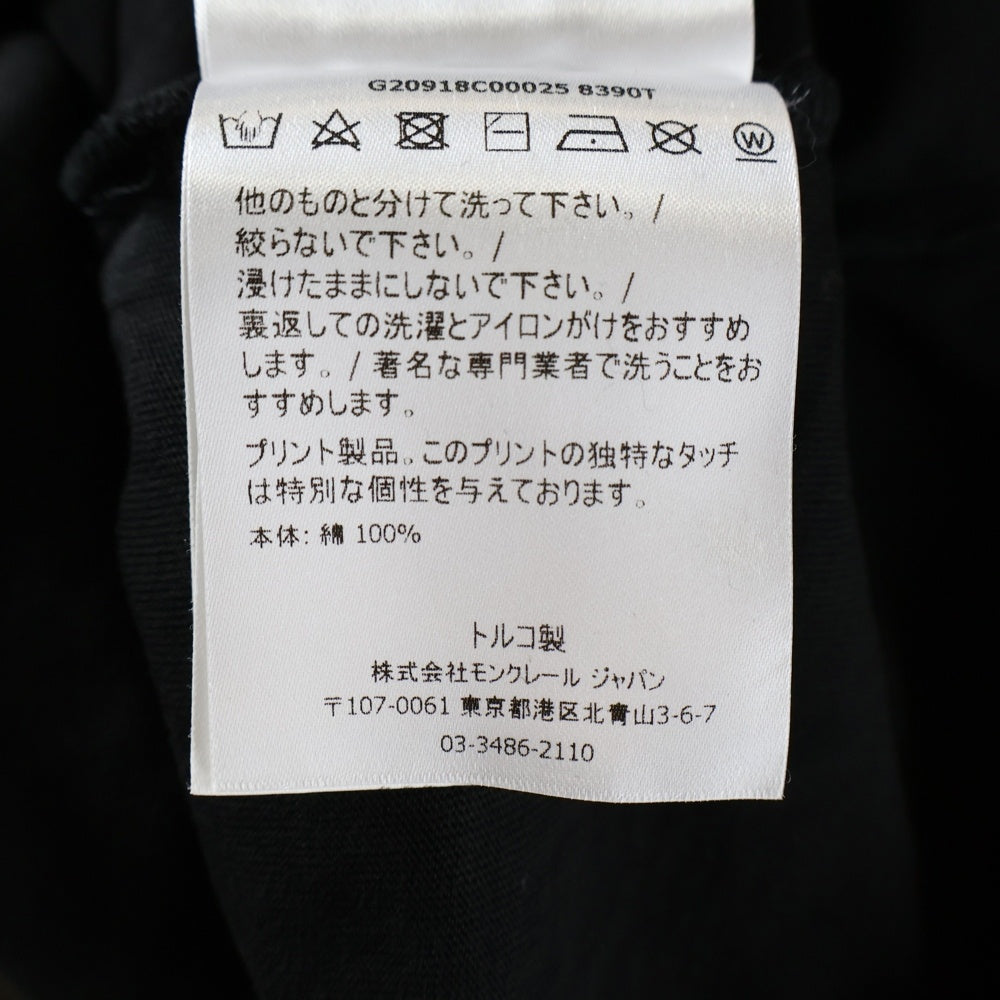 G20918C00025 8390T
W
他のものと分けて洗って下さい。/
絞らないで下さい。/
浸けたままにしないで下さい。/
裏返しての洗濯とアイロンがけをおすすめ
します。/ 著名な専門業者で洗うことをお
すすめします。
プリント製品。このプリントの独特なタッチ
は特別な個性を与えております。
本体: 綿 100%
トルコ製
株式会社モンクレール ジャパン
〒107-0061 東京都港区北青山3-6-7
03-3486-2110